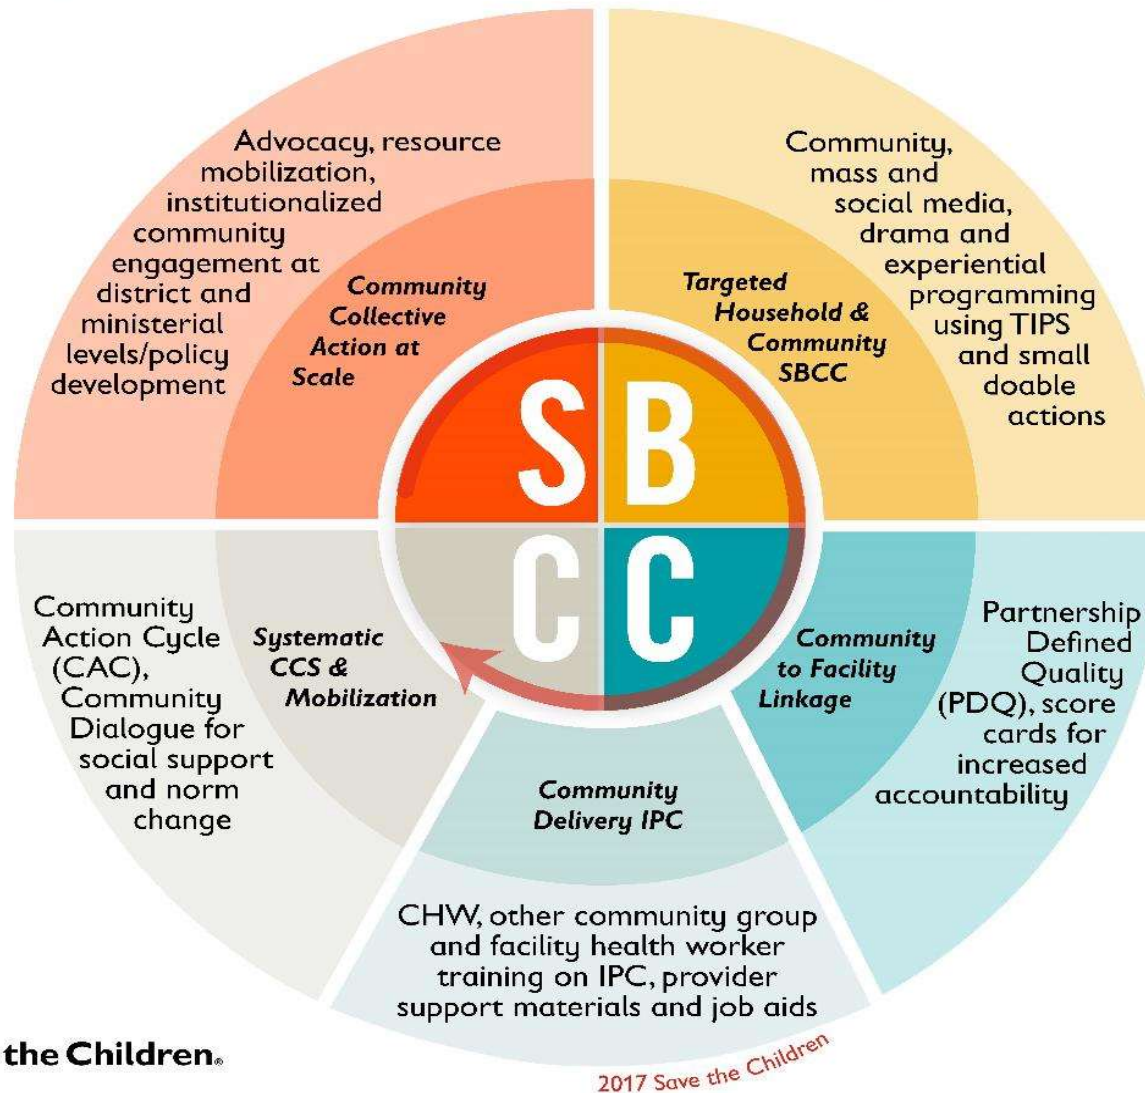 Advocacy, resource
mobilization,
institutionalized
community
engagement at
district and
ministerial
levels/policy
development
Community
Collective
Action at
Scale
Community,
mass and
social media,
drama and
experiential
programming
using TIPS
and small
doable
actions
Targeted
Household &
Community
SBCC
S B
C C
Community
Action Cycle
(CAC),
Community
Dialogue for
social support
and norm
change
Systematic
CCS &
Mobilization
Community
to Facility
Linkage
Partnership
Defined
Quality
(PDQ), score
cards for
increased
accountability
Community
Delivery IPC
CHW, other community group
and facility health worker
training on IPC, provider
support materials and job aids
the Children®
2017 Save the Children